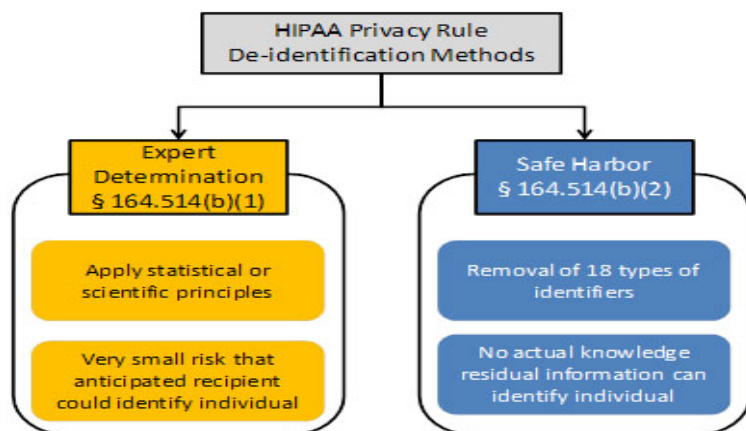 HIPAA Privacy Rule
De-identification Methods
Expert
Determination
§ 164.514(b)(1)
Apply statistical or
scientific principles
Very small risk that
anticipated recipient
could identify individual
Safe Harbor
§ 164.514(b)(2)
Removal of 18 types of
identifiers
No actual knowledge
residual information can
identify individual